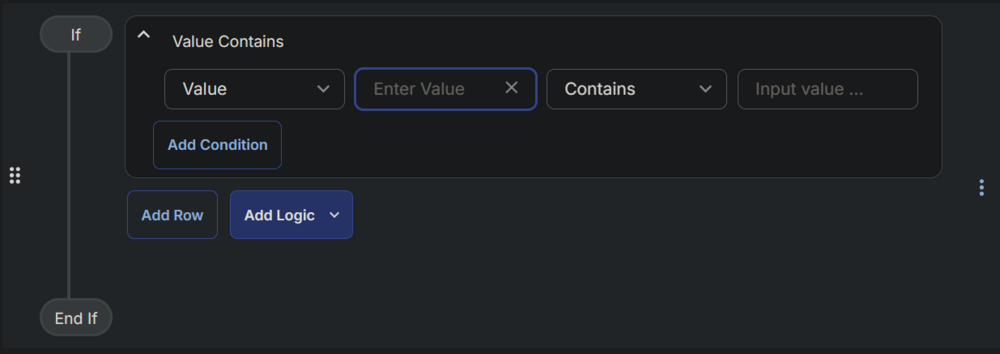 If
Value Contains
Value Enter Value Contains Input value ...
Add Condition
Add Row Add Logic
End If